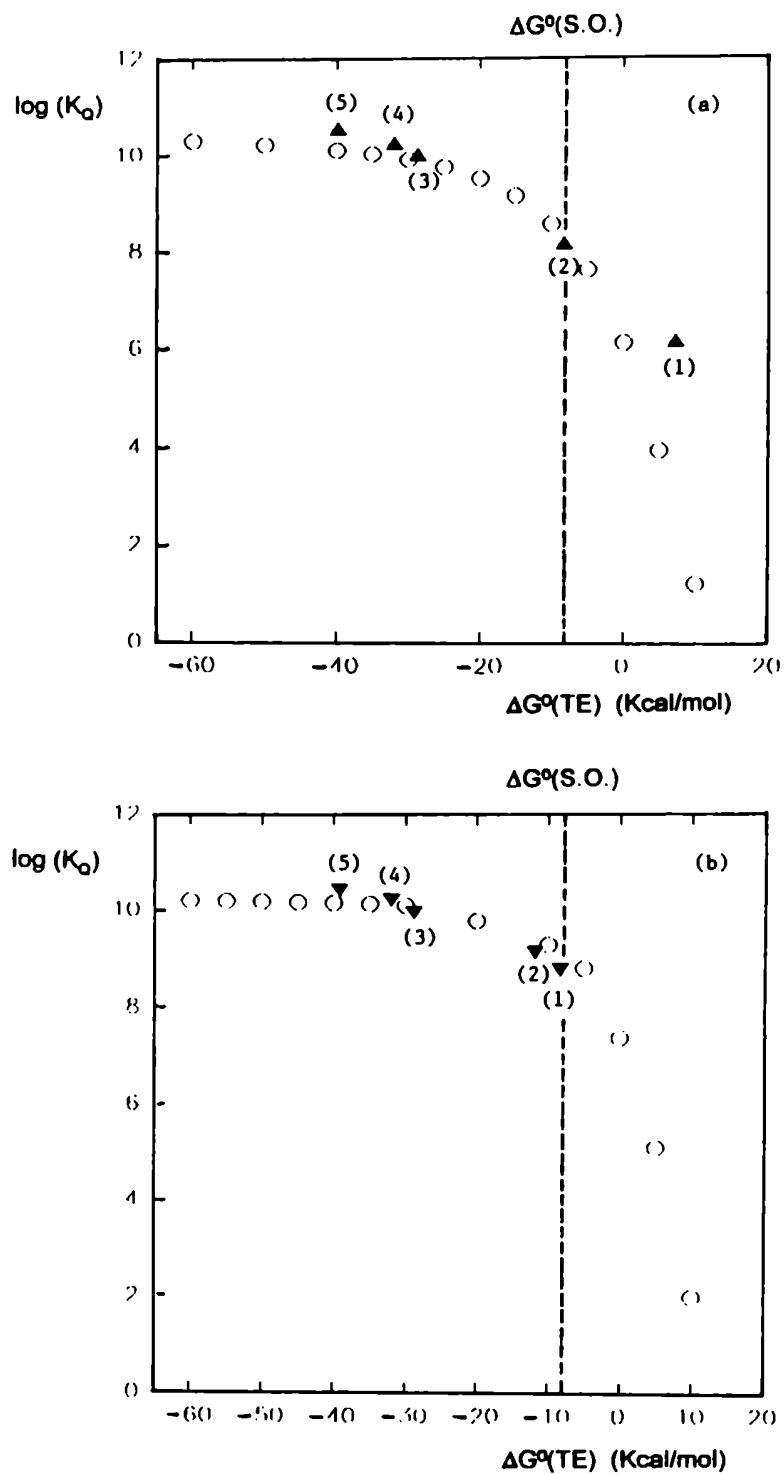 ΔG⁰(S.O.)
12
log (K_Q)
(5) (4) (a)
10
(3)
8
(2)
6
(1)
4
2
0
-60 -40 -20 0 20
ΔG⁰(TE) (Kcal/mol)
ΔG⁰(S.O.)
12
log (K_Q)
(5) (4) (b)
10
(3)
(2)
(1)
8
6
4
2
0
-60 -50 -40 -30 -20 -10 0 10 20
ΔG⁰(TE) (Kcal/mol)